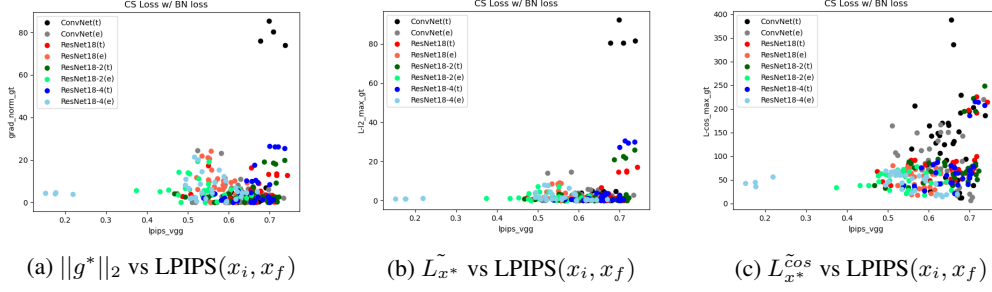 CS Loss w/ BN loss
grad_norm_gt
80
60
40
20
0
ConvNet(t)
ConvNet(e)
ResNet18(t)
ResNet18(e)
ResNet18-2(t)
ResNet18-2(e)
ResNet18-4(t)
ResNet18-4(e)
0.2 0.3 0.4 0.5 0.6 0.7
lpips_vgg
(a) ||g*||₂ vs LPIPS(xᵢ, x_f)
CS Loss w/ BN loss
L-l2_max_gt
80
60
40
20
0
ConvNet(t)
ConvNet(e)
ResNet18(t)
ResNet18(e)
ResNet18-2(t)
ResNet18-2(e)
ResNet18-4(t)
ResNet18-4(e)
0.2 0.3 0.4 0.5 0.6 0.7
lpips_vgg
(b) L̃_{x*} vs LPIPS(xᵢ, x_f)
CS Loss w/ BN loss
L-cos_max_gt
400
350
300
250
200
150
100
50
0
ConvNet(t)
ConvNet(e)
ResNet18(t)
ResNet18(e)
ResNet18-2(t)
ResNet18-2(e)
ResNet18-4(t)
ResNet18-4(e)
0.2 0.3 0.4 0.5 0.6 0.7
lpips_vgg
(c) L̃^{cos}_{x*} vs LPIPS(xᵢ, x_f)